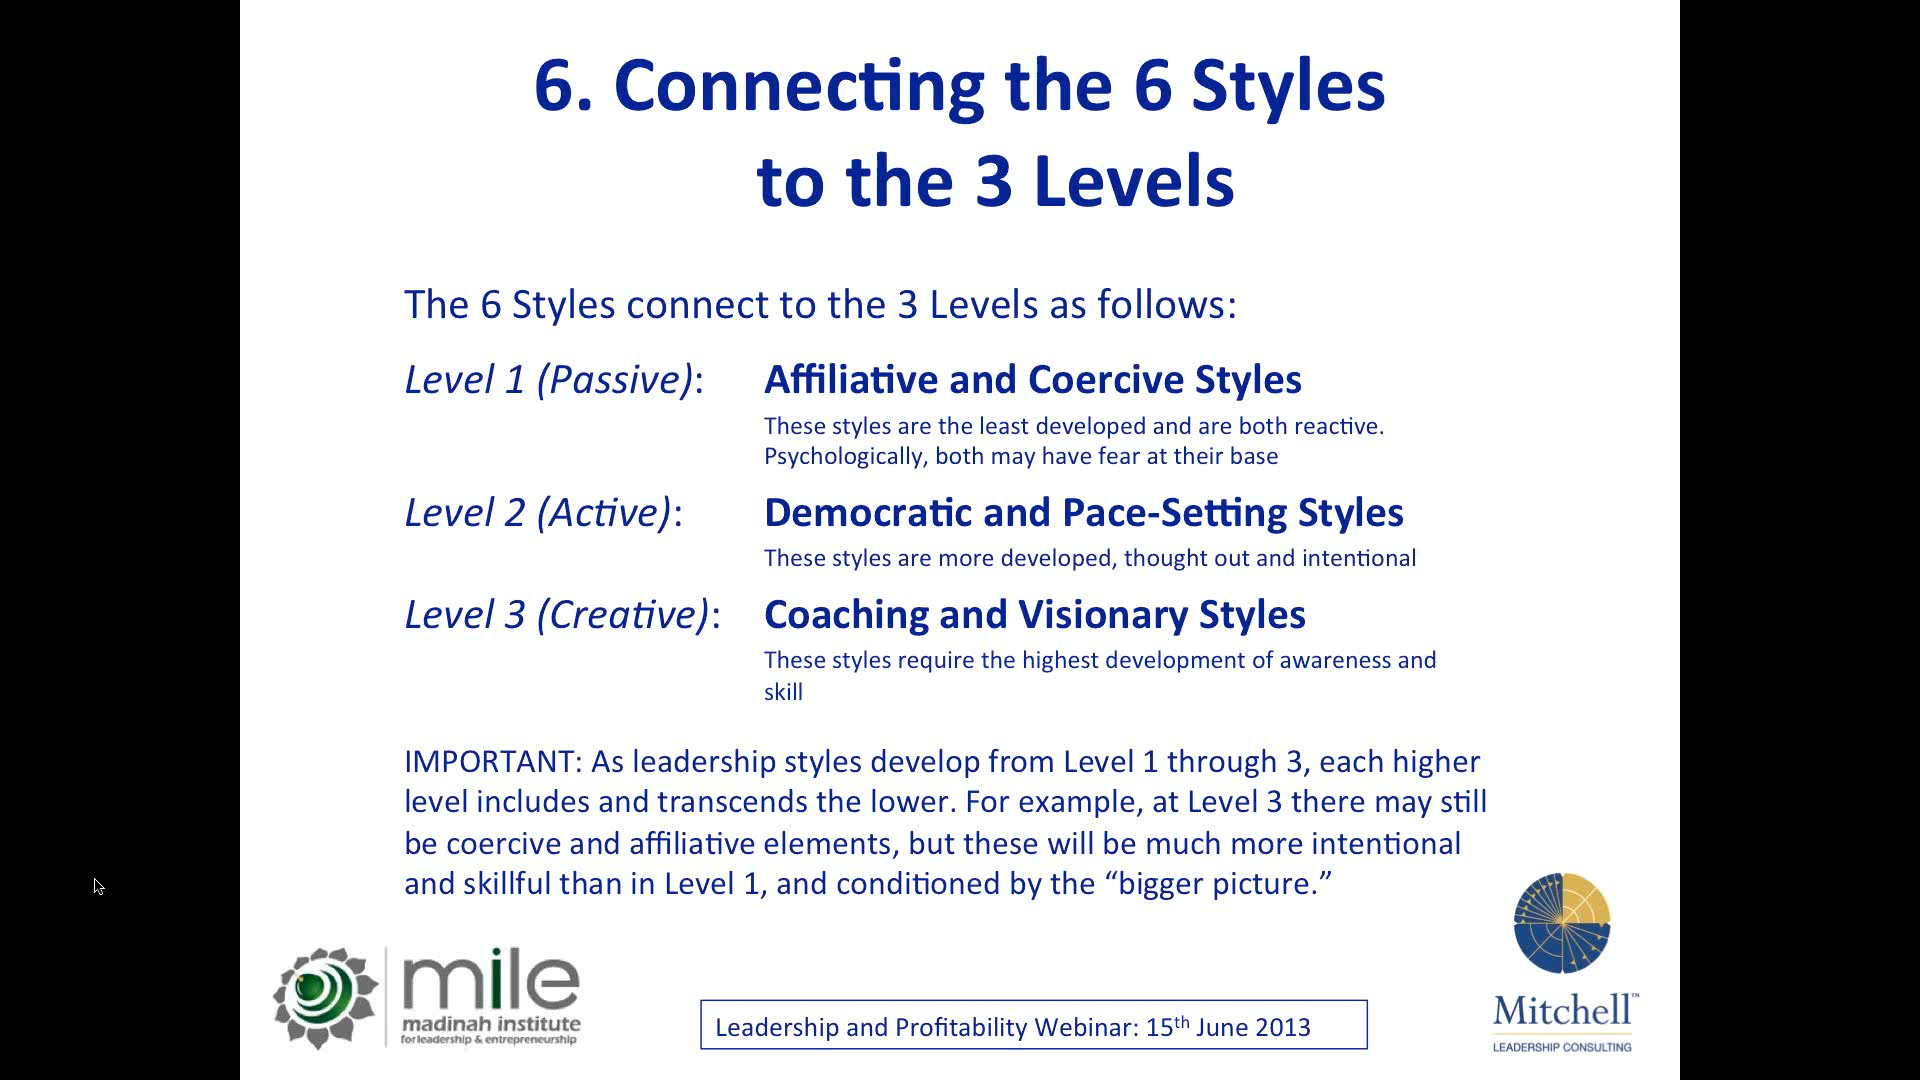 6. Connecting the 6 Styles
to the 3 Levels
The 6 Styles connect to the 3 Levels as follows:
Level 1 (Passive): Affiliative and Coercive Styles
These styles are the least developed and are both reactive.
Psychologically, both may have fear at their base
Level 2 (Active): Democratic and Pace-Setting Styles
These styles are more developed, thought out and intentional
Level 3 (Creative): Coaching and Visionary Styles
These styles require the highest development of awareness and
skill
IMPORTANT: As leadership styles develop from Level 1 through 3, each higher
level includes and transcends the lower. For example, at Level 3 there may still
be coercive and affiliative elements, but these will be much more intentional
and skillful than in Level 1, and conditioned by the “bigger picture.”
mile
madinah institute
for leadership & entrepreneurship
Leadership and Profitability Webinar: 15th June 2013
Mitchell™
LEADERSHIP CONSULTING